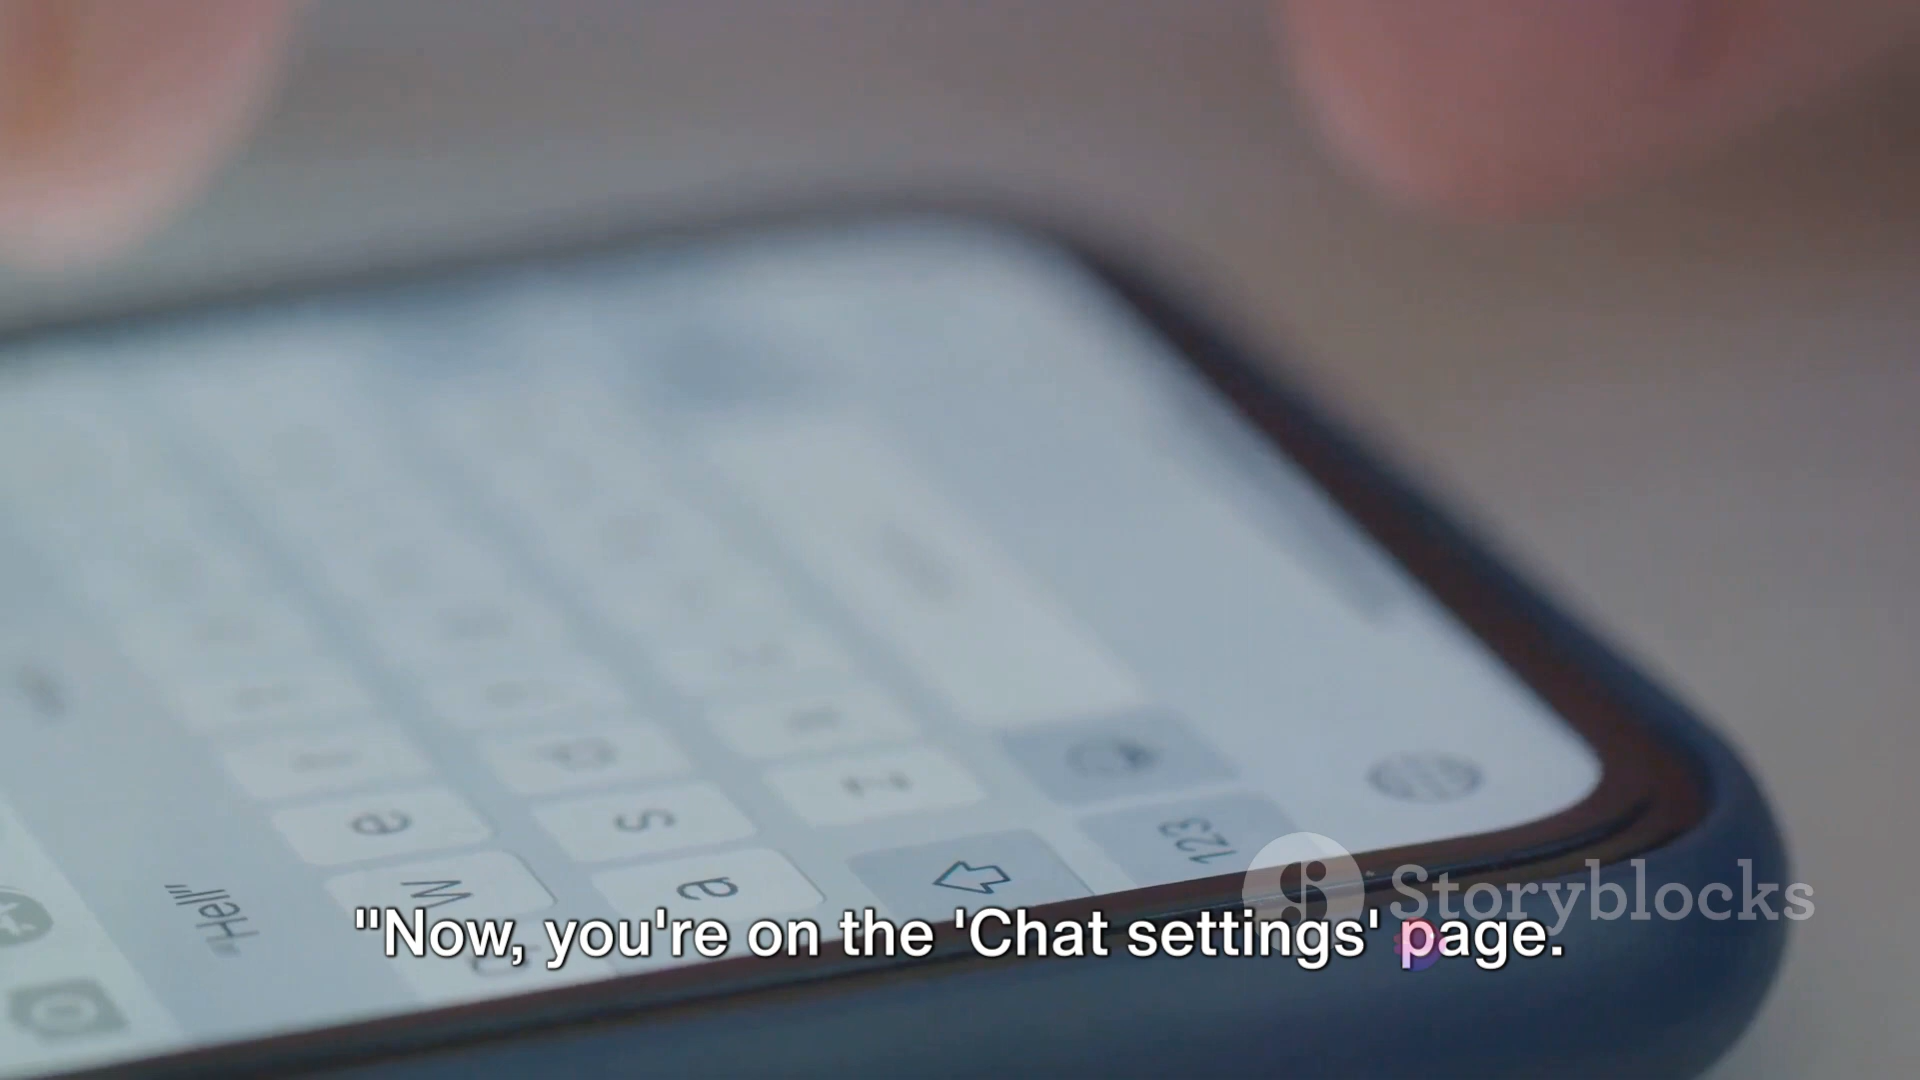 "Hell"
e
s
z
w
a
123
Storyblocks
"Now, you're on the 'Chat settings' page.